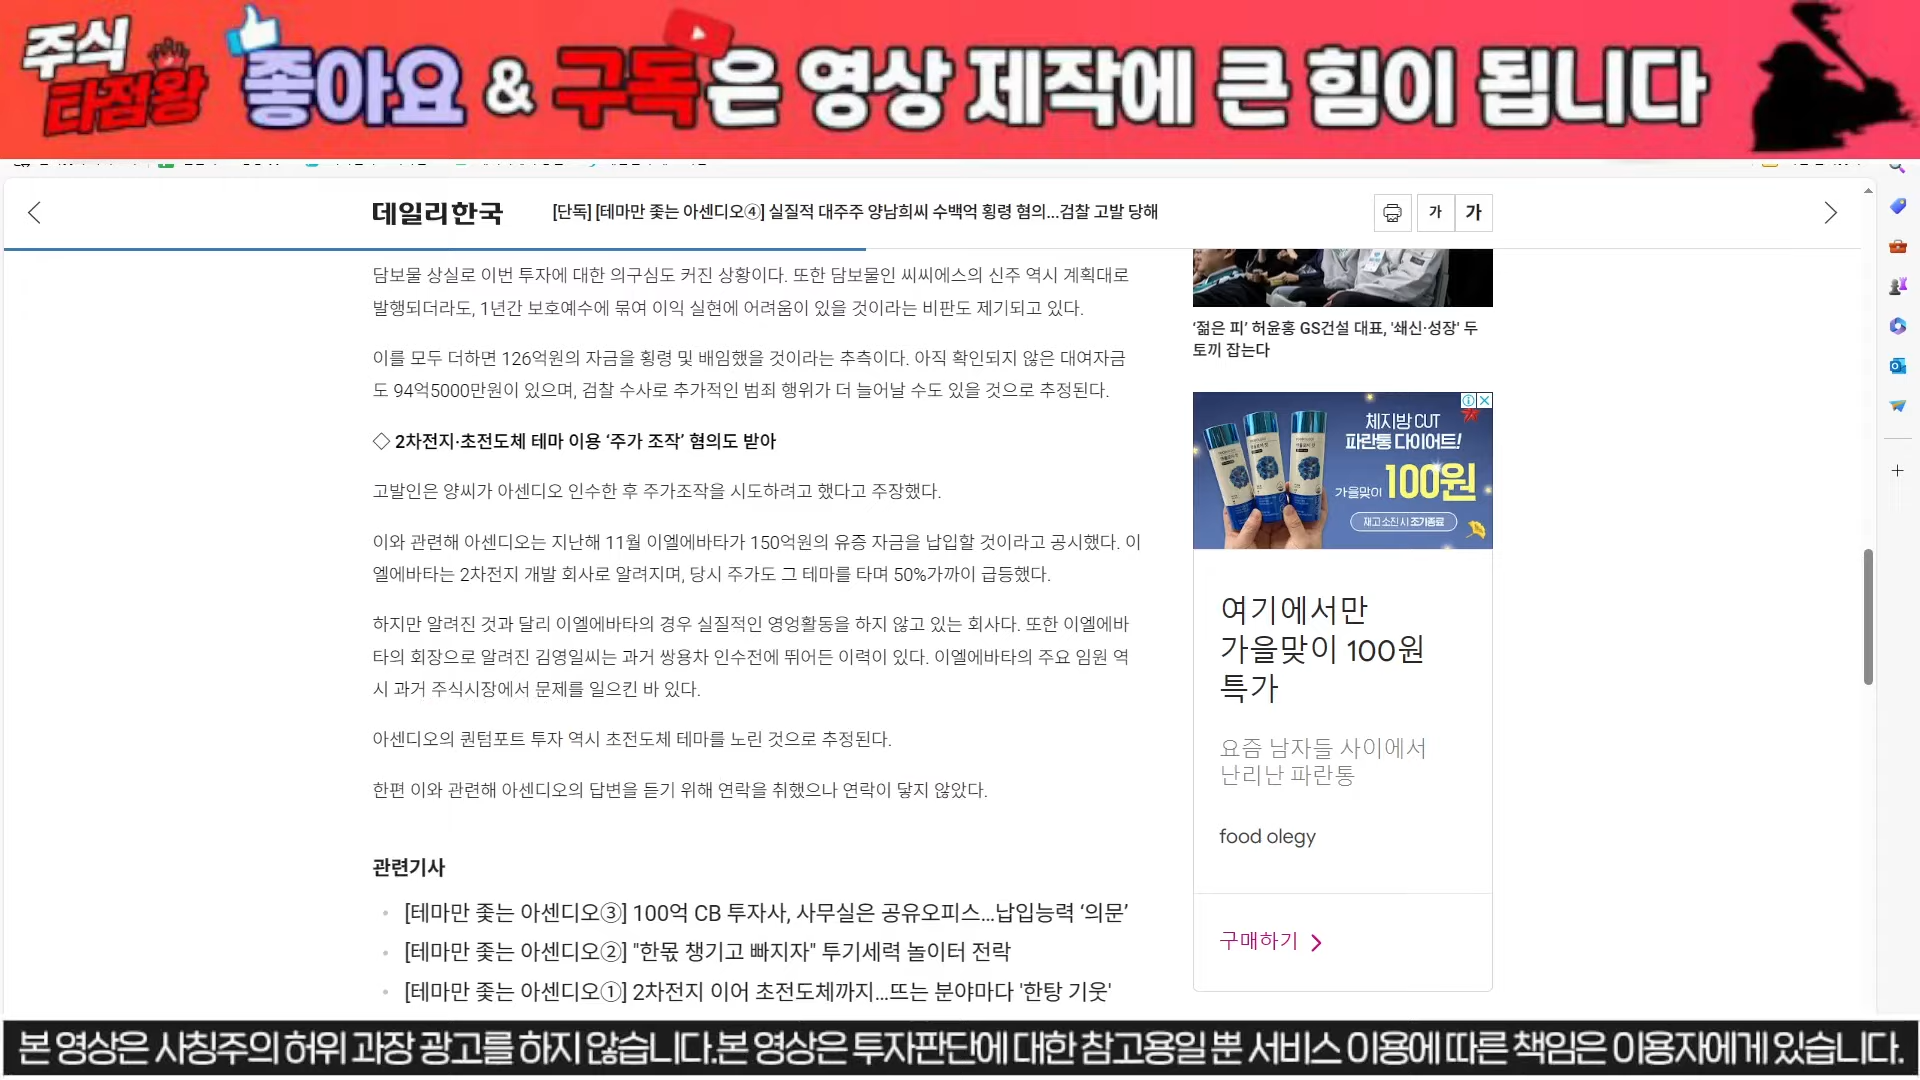 주식
타점왕
좋아요 & 구독은 영상 제작에 큰 힘이 됩니다
데일리한국
[단독] [테마만 좇는 아센디오④] 실질적 대주주 양남희씨 수백억 횡령 혐의...검찰 고발 당해
가 가
담보물 상실로 이번 투자에 대한 의구심도 커진 상황이다. 또한 담보물인 씨씨에스의 신주 역시 계획대로
발행되더라도, 1년간 보호예수에 묶여 이익 실현에 어려움이 있을 것이라는 비판도 제기되고 있다.
이를 모두 더하면 126억원의 자금을 횡령 및 배임했을 것이라는 추측이다. 아직 확인되지 않은 대여자금
도 94억5000만원이 있으며, 검찰 수사로 추가적인 범죄 행위가 더 늘어날 수도 있을 것으로 추정된다.
◇ 2차전지·초전도체 테마 이용 ‘주가 조작’ 혐의도 받아
고발인은 양씨가 아센디오 인수한 후 주가조작을 시도하려고 했다고 주장했다.
이와 관련해 아센디오는 지난해 11월 이엘에바타가 150억원의 유증 자금을 납입할 것이라고 공시했다. 이
엘에바타는 2차전지 개발 회사로 알려지며, 당시 주가도 그 테마를 타며 50%가까이 급등했다.
하지만 알려진 것과 달리 이엘에바타의 경우 실질적인 영엉활동을 하지 않고 있는 회사다. 또한 이엘에바
타의 회장으로 알려진 김영일씨는 과거 쌍용차 인수전에 뛰어든 이력이 있다. 이엘에바타의 주요 임원 역
시 과거 주식시장에서 문제를 일으킨 바 있다.
아센디오의 퀀텀포트 투자 역시 초전도체 테마를 노린 것으로 추정된다.
한편 이와 관련해 아센디오의 답변을 듣기 위해 연락을 취했으나 연락이 닿지 않았다.
관련기사
[테마만 좇는 아센디오③] 100억 CB 투자사, 사무실은 공유오피스...납입능력 ‘의문’
[테마만 좇는 아센디오②] "한몫 챙기고 빠지자" 투기세력 놀이터 전락
[테마만 좇는 아센디오①] 2차전지 이어 초전도체까지...뜨는 분야마다 '한탕 기웃'
‘젊은 피’ 허윤홍 GS건설 대표, '쇄신·성장' 두
토끼 잡는다
체지방 CUT
파란통 다이어트!
가을맞이 100원
재고 소진 시 조기종료
여기에서만
가을맞이 100원
특가
요즘 남자들 사이에서
난리난 파란통
food olegy
구매하기
본 영상은 사칭주의 허위 과장 광고를 하지 않습니다.본 영상은 투자판단에 대한 참고용일 뿐 서비스 이용에 따른 책임은 이용자에게 있습니다.